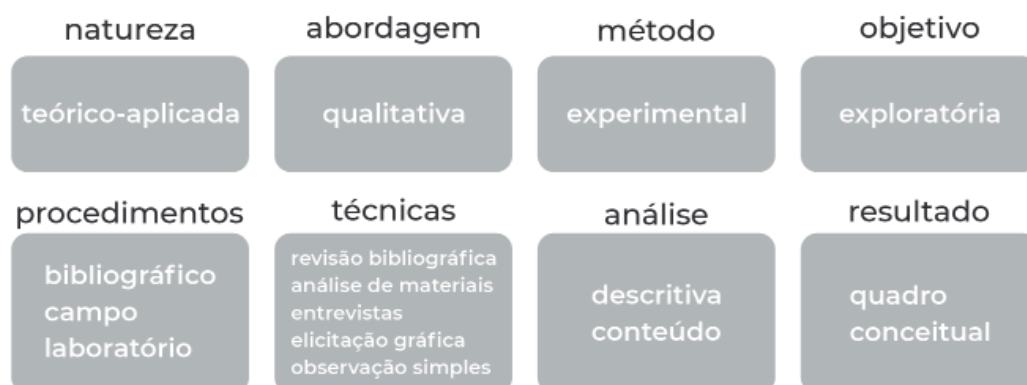 natureza
abordagem
método
objetivo
teórico-aplicada
qualitativa
experimental
exploratória
procedimentos
técnicas
análise
resultado
bibliográfico
campo
laboratório
revisão bibliográfica
análise de materiais
entrevistas
elicitação gráfica
observação simples
descritiva
conteúdo
quadro
conceitual